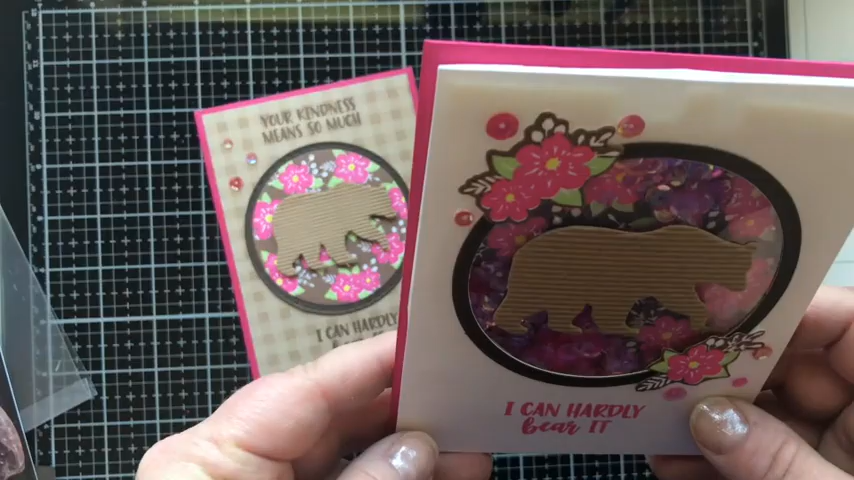 YOUR KINDNESS
MEANS SO MUCH
I CAN HARDLY
I CAN HARDLY
bear IT